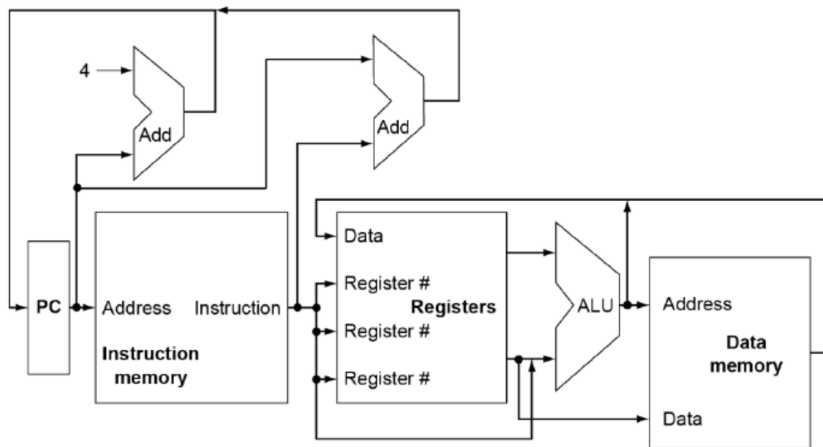 4
Add
Add
Data
PC
Address
Instruction
Instruction
memory
Register #
Registers
Register #
Register #
ALU
Address
Data
memory
Data